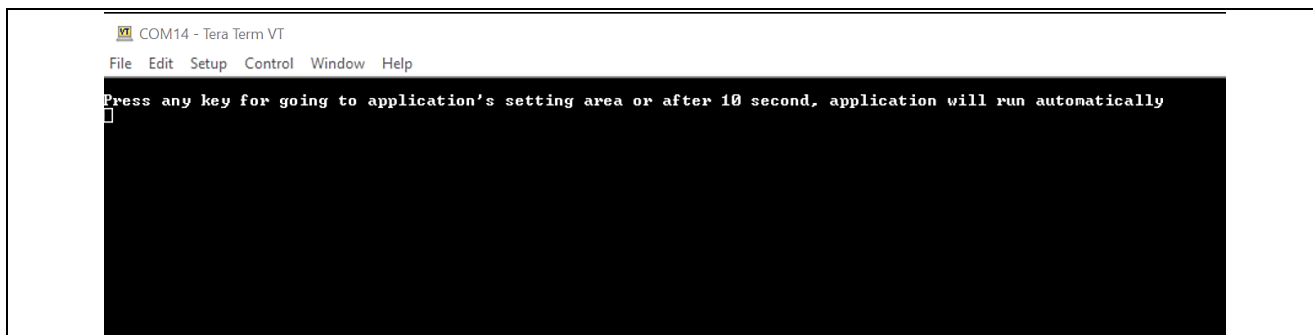 COM14 - Tera Term VT
File Edit Setup Control Window Help
Press any key for going to application's setting area or after 10 second, application will run automatically